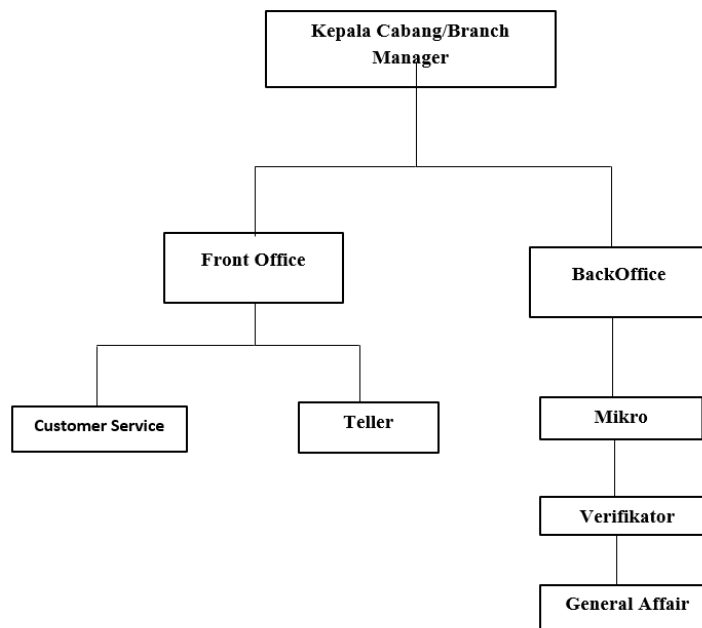 Kepala Cabang/Branch
Manager
Front Office
BackOffice
Customer Service
Teller
Mikro
Verifikator
General Affair